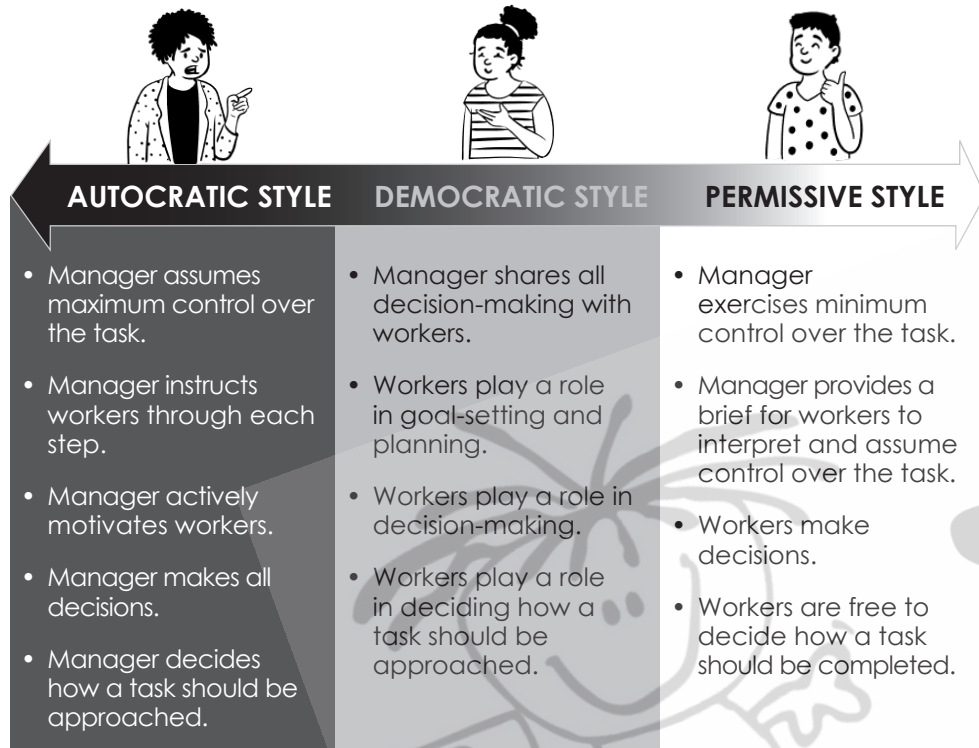 AUTOCRATIC STYLE
DEMOCRATIC STYLE
PERMISSIVE STYLE
• Manager assumes
maximum control over
the task.
• Manager instructs
workers through each
step.
• Manager actively
motivates workers.
• Manager makes all
decisions.
• Manager decides
how a task should be
approached.
• Manager shares all
decision-making with
workers.
• Workers play a role
in goal-setting and
planning.
• Workers play a role in
decision-making.
• Workers play a role
in deciding how a
task should be
approached.
• Manager
exercises minimum
control over the task.
• Manager provides a
brief for workers to
interpret and assume
control over the task.
• Workers make
decisions.
• Workers are free to
decide how a task
should be completed.